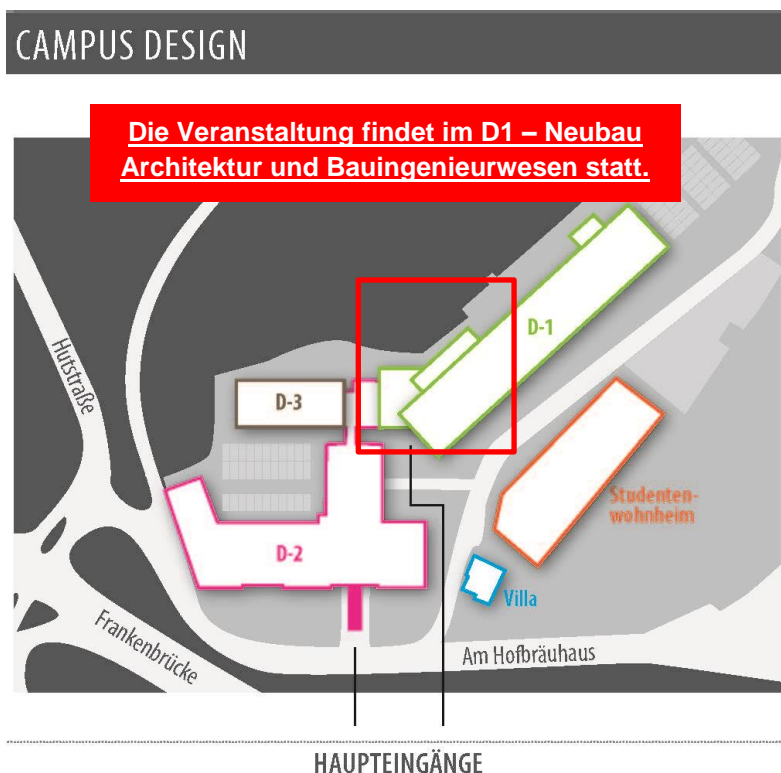 CAMPUS DESIGN
Die Veranstaltung findet im D1 – Neubau
Architektur und Bauingenieurwesen statt.
D-1
Hutstraße
D-3
Studenten-
wohnheim
D-2
Villa
Frankenbrücke
Am Hofbräuhaus
HAUPTEINGÄNGE